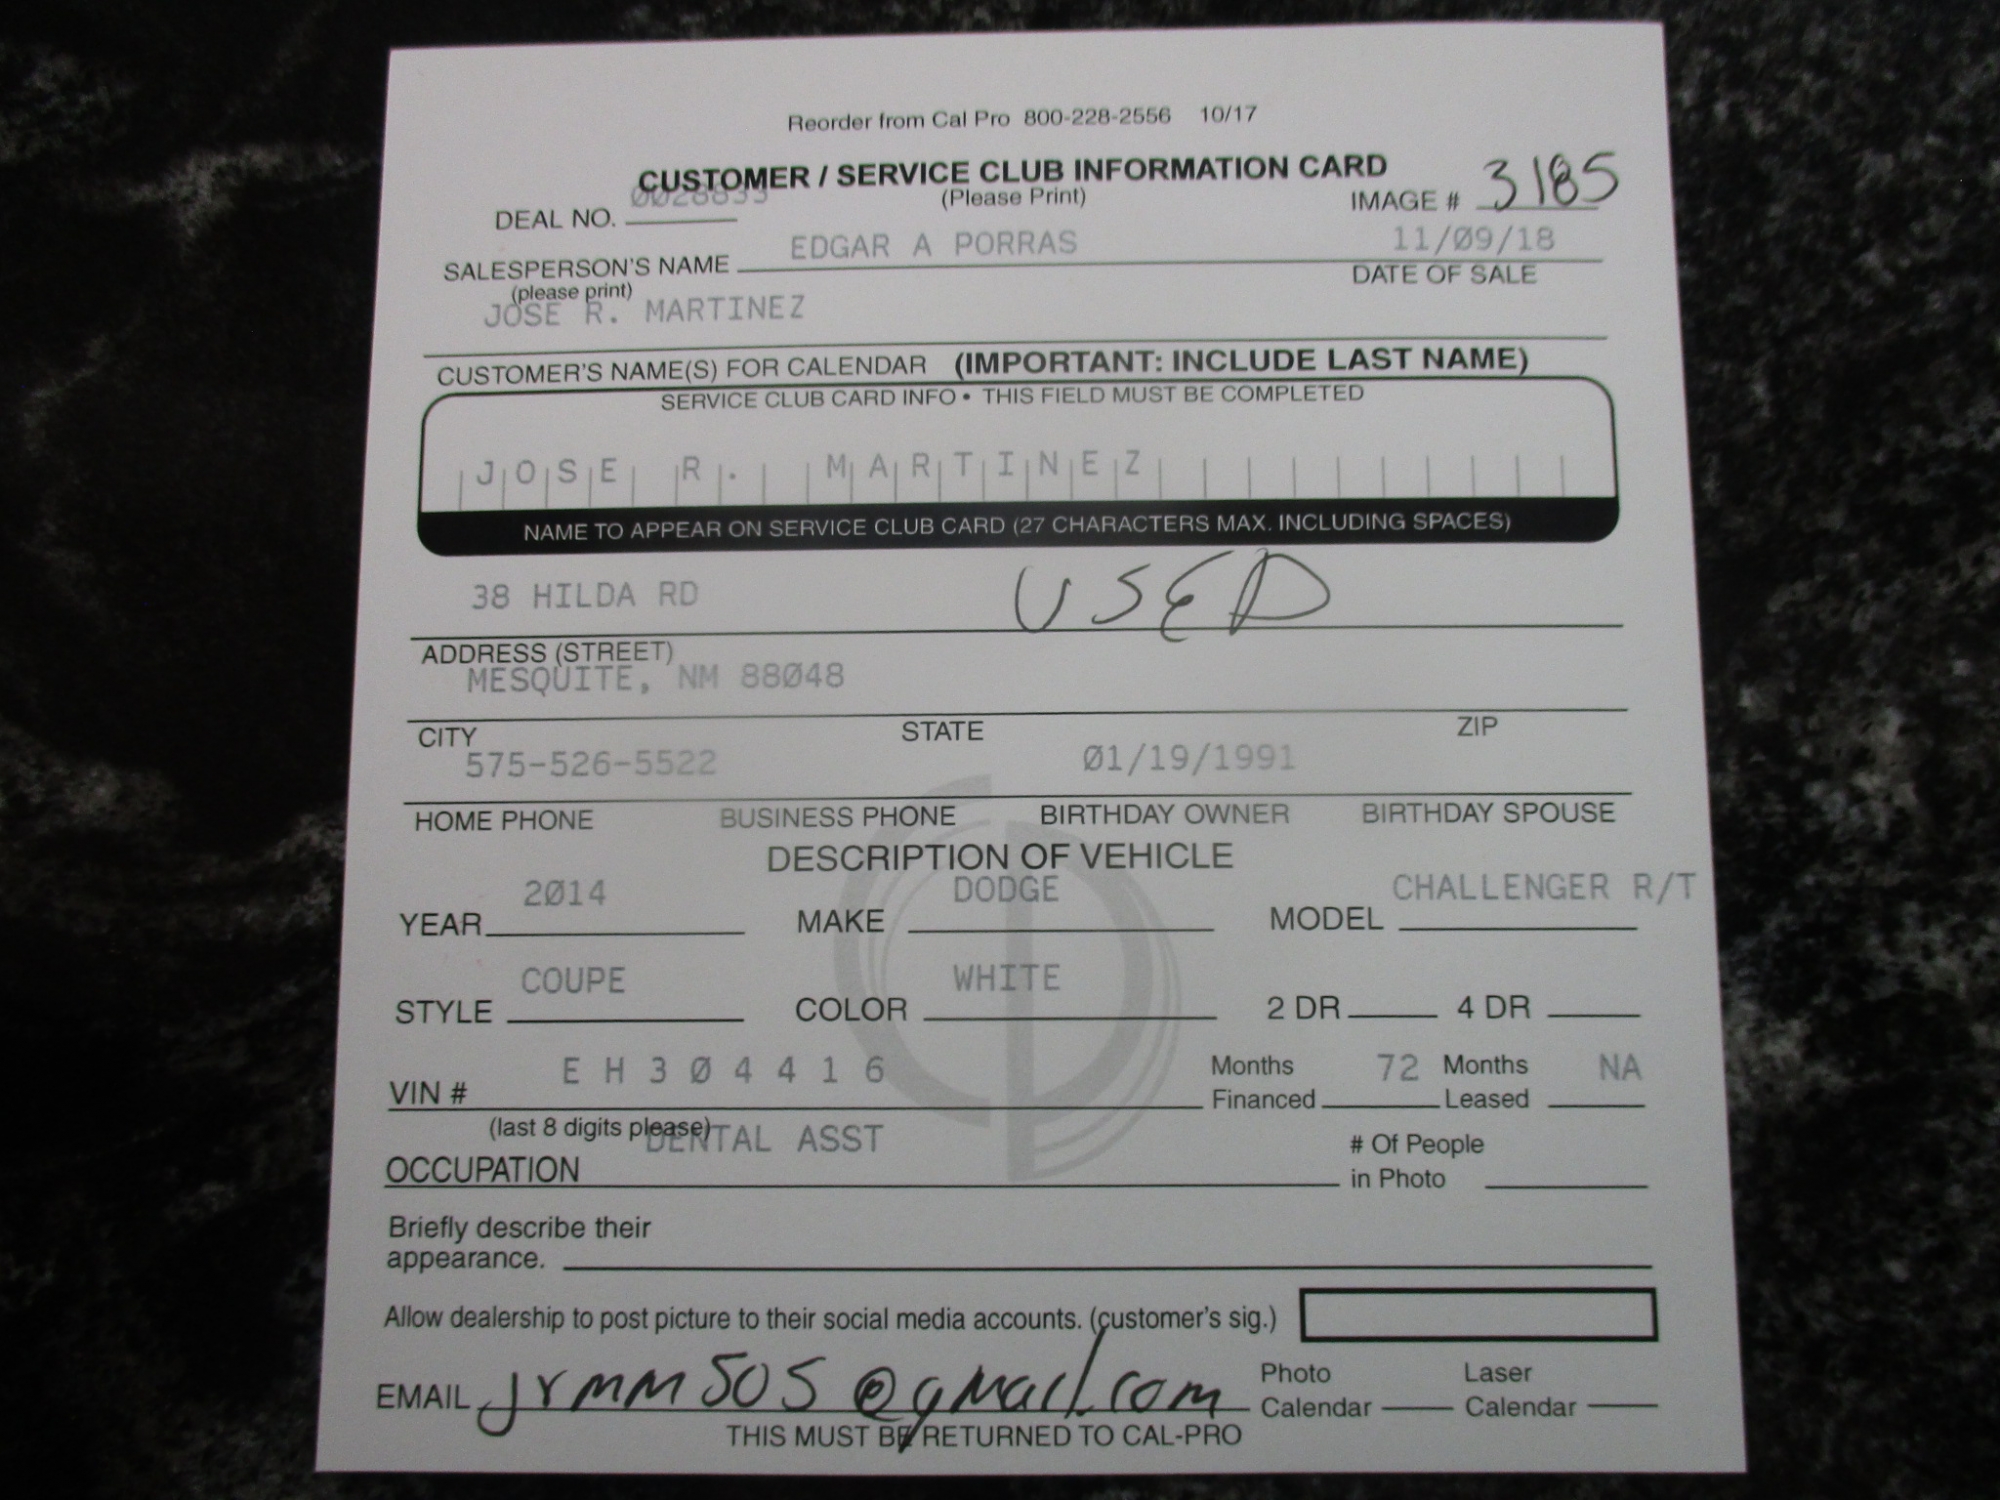 Reorder from Cal Pro 800-228-2556 10/17
CUSTOMER / SERVICE CLUB INFORMATION CARD
(Please Print)
DEAL NO. IMAGE # 3185
SALESPERSON'S NAME EDGAR A PORRAS 11/09/18
(please print) DATE OF SALE
JOSE R. MARTINEZ
CUSTOMER'S NAME(S) FOR CALENDAR (IMPORTANT: INCLUDE LAST NAME)
SERVICE CLUB CARD INFO • THIS FIELD MUST BE COMPLETED
JOSE R. MARTINEZ
NAME TO APPEAR ON SERVICE CLUB CARD (27 CHARACTERS MAX. INCLUDING SPACES)
38 HILDA RD USED
ADDRESS (STREET)
MESQUITE, NM 88048
CITY STATE ZIP
575-526-5522 01/19/1991
HOME PHONE BUSINESS PHONE BIRTHDAY OWNER BIRTHDAY SPOUSE
DESCRIPTION OF VEHICLE
YEAR 2014 MAKE DODGE MODEL CHALLENGER R/T
STYLE COUPE COLOR WHITE 2 DR 4 DR
VIN # E H 3 0 4 4 1 6 Months Financed 72 Months Leased NA
(last 8 digits please)
OCCUPATION DENTAL ASST # Of People in Photo
Briefly describe their
appearance.
Allow dealership to post picture to their social media accounts. (customer's sig.)
EMAIL jrmm505@gmail.com Photo Calendar Laser Calendar
THIS MUST BE RETURNED TO CAL-PRO